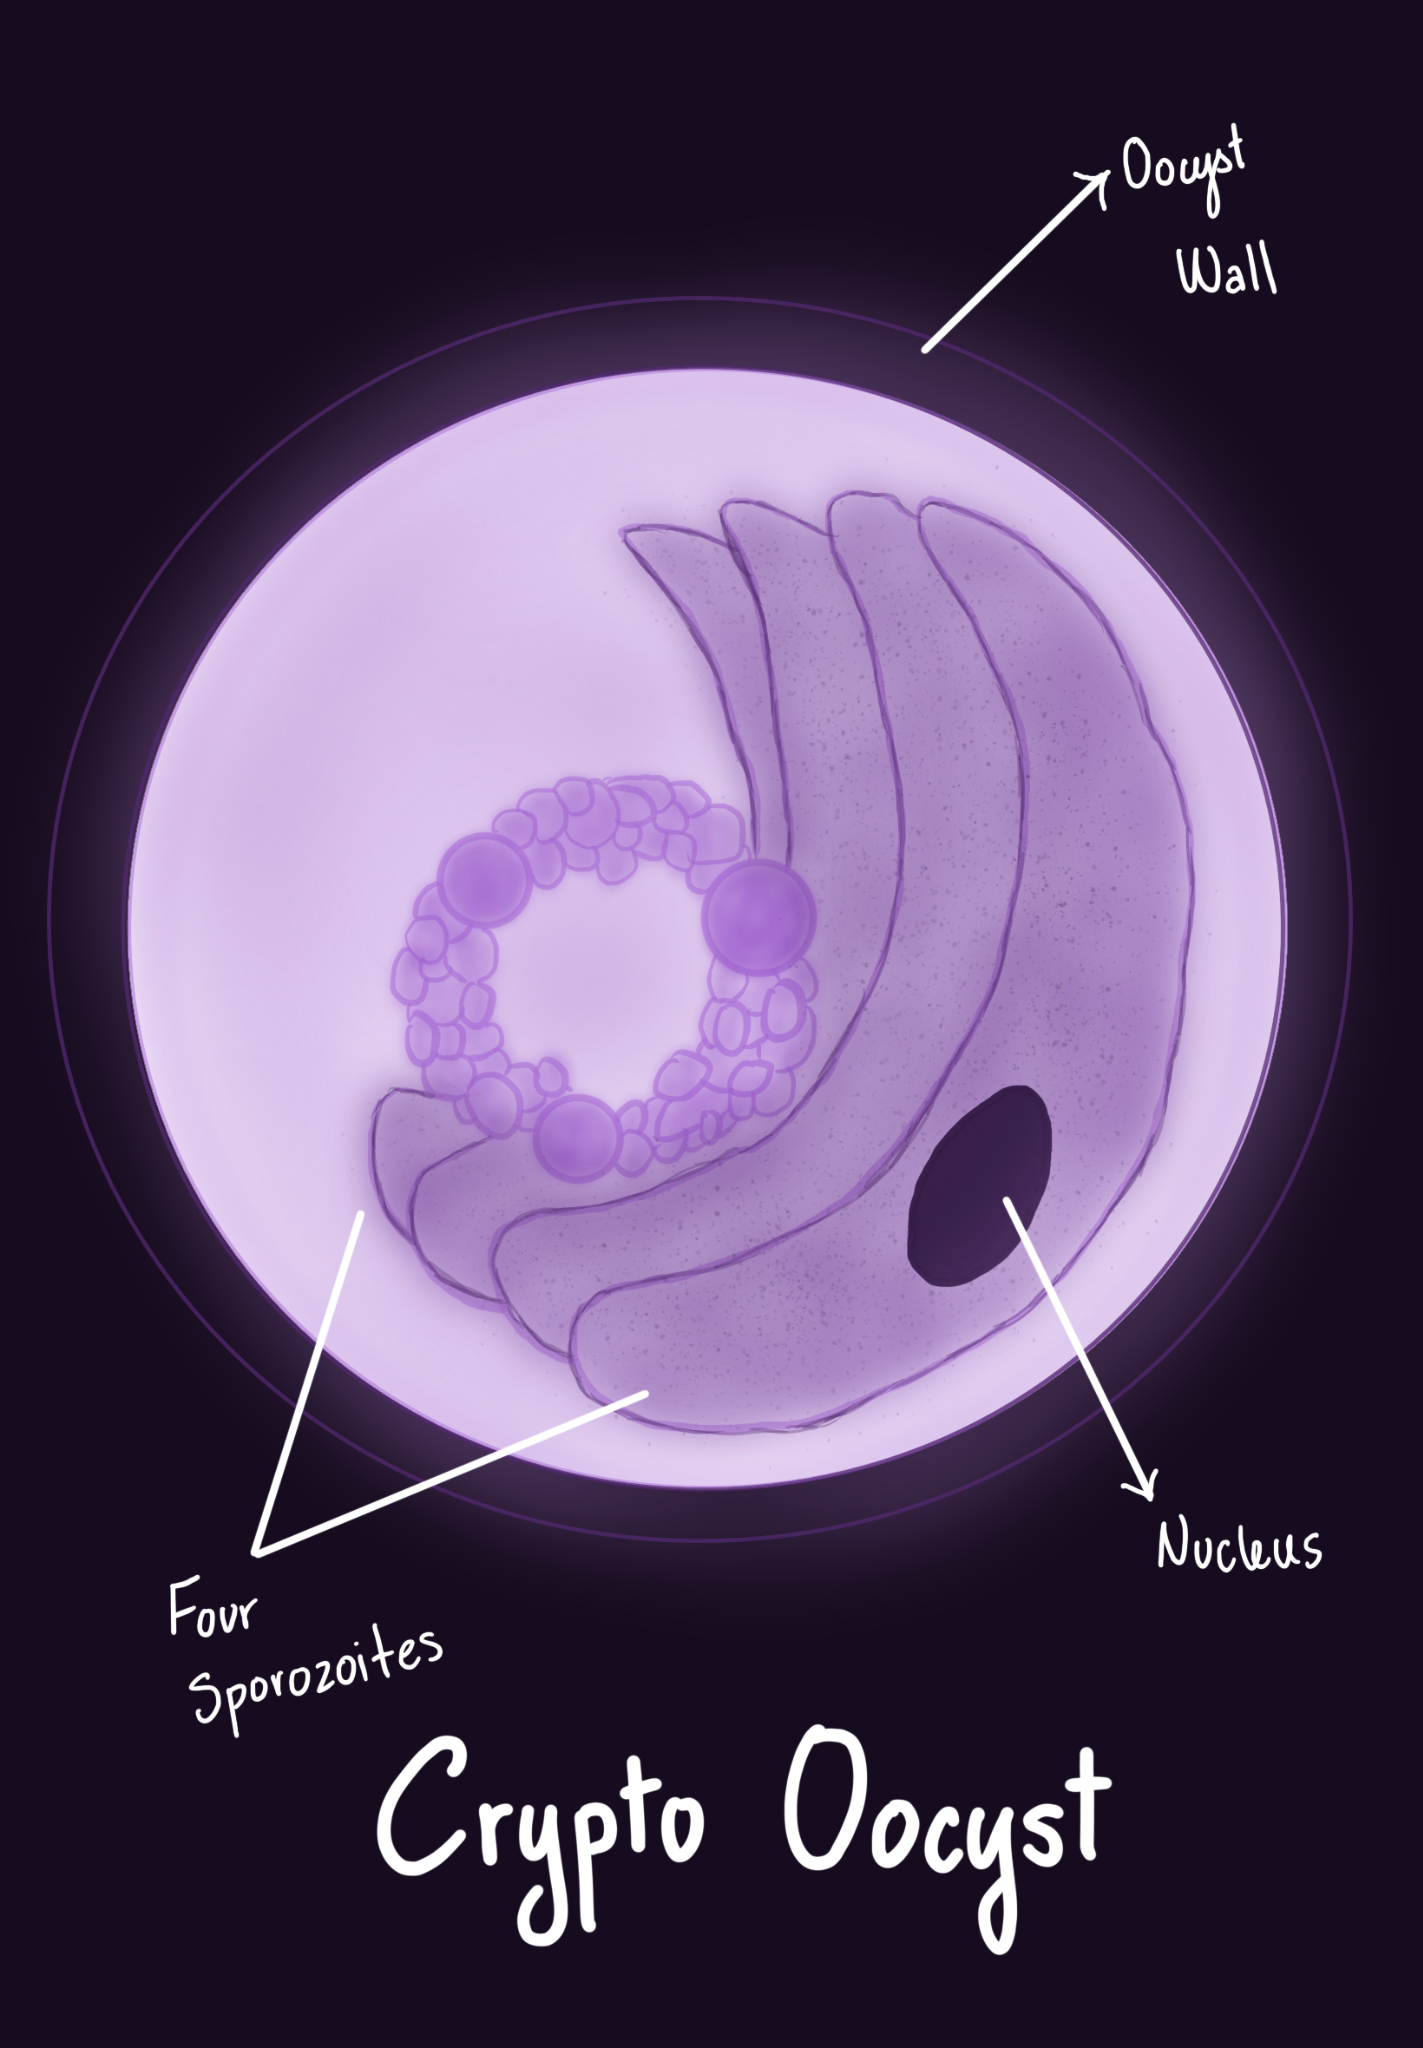 Oocyst
Wall
Nucleus
Four
Sporozoites
Crypto Oocyst